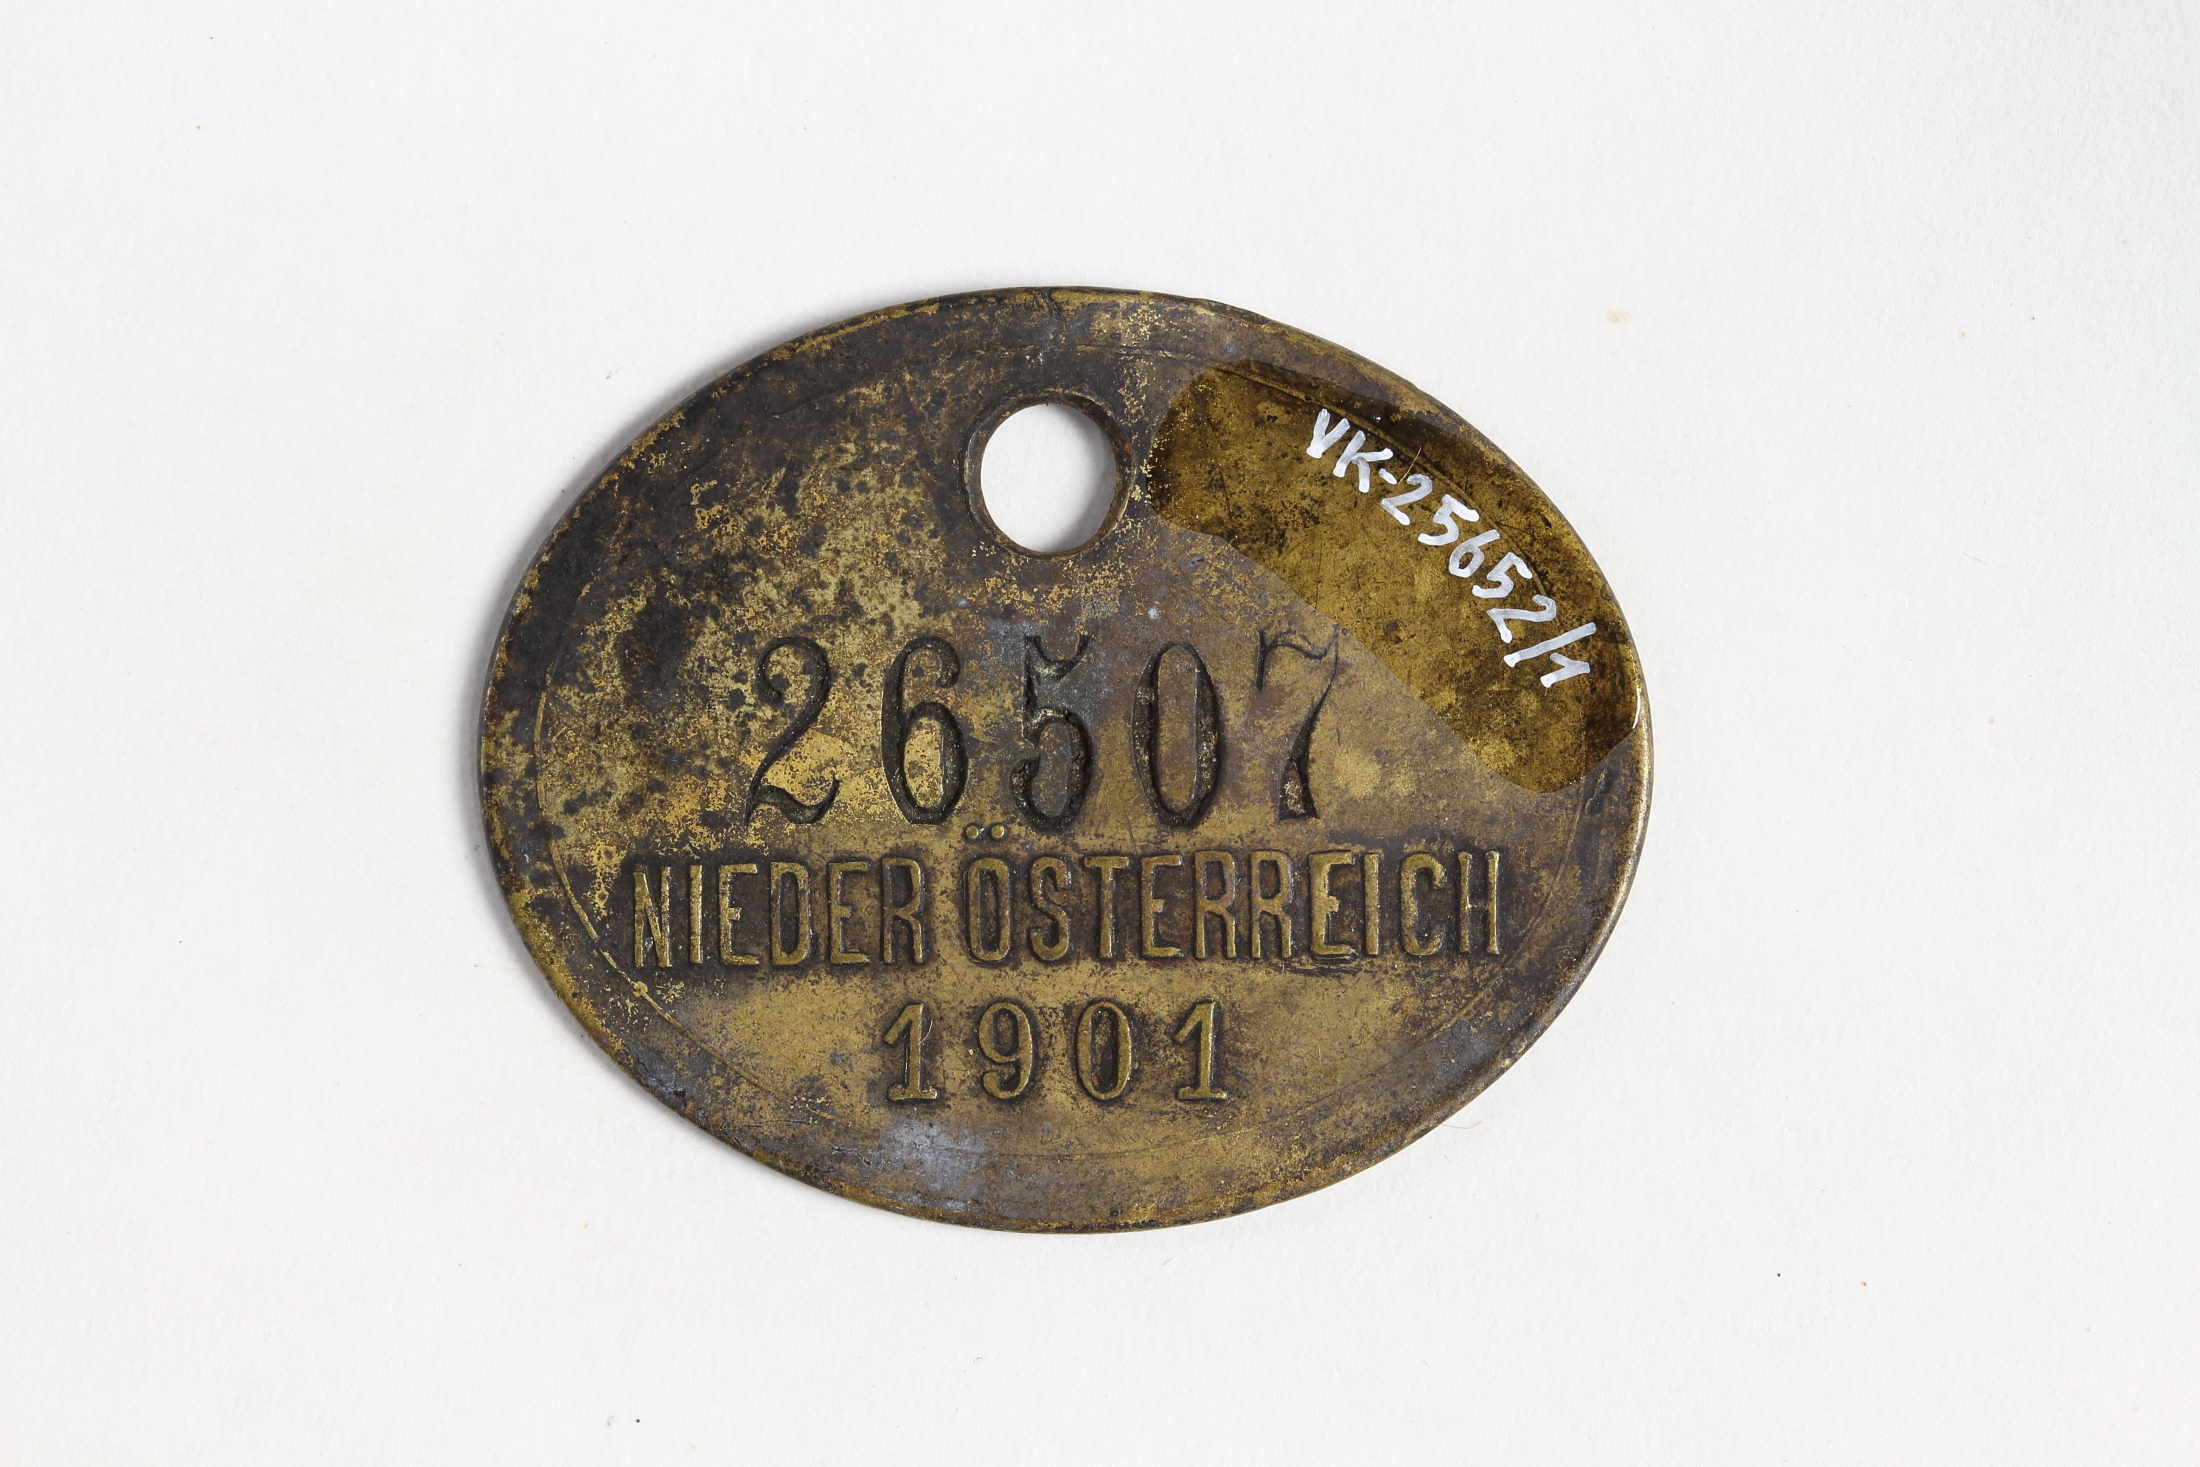 VK-25652/1
26507
NIEDER ÖSTERREICH
1901